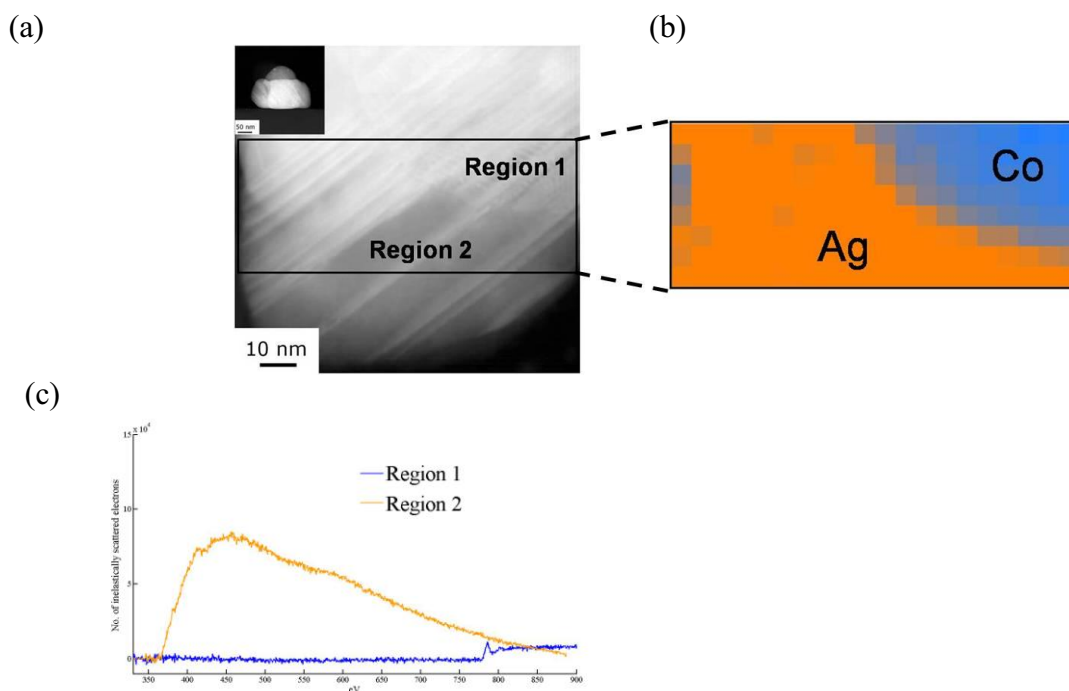 (a)
(b)
50 nm
Region 1
Region 2
10 nm
Co
Ag
(c)
x 10⁴
15
10
5
0
No. of inelastically scattered electrons
Region 1
Region 2
350 400 450 500 550 600 650 700 750 800 850 900
eV